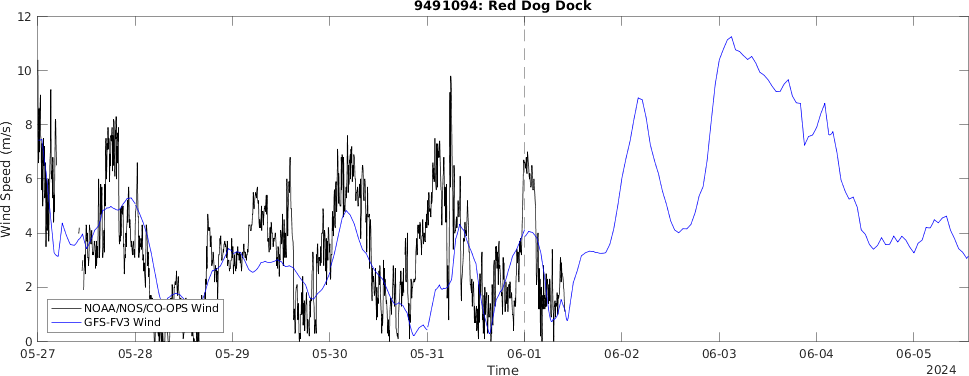 9491094: Red Dog Dock
12
10
8
6
4
2
0
Wind Speed (m/s)
NOAA/NOS/CO-OPS Wind
GFS-FV3 Wind
05-27 05-28 05-29 05-30 05-31 06-01 06-02 06-03 06-04 06-05
Time
2024